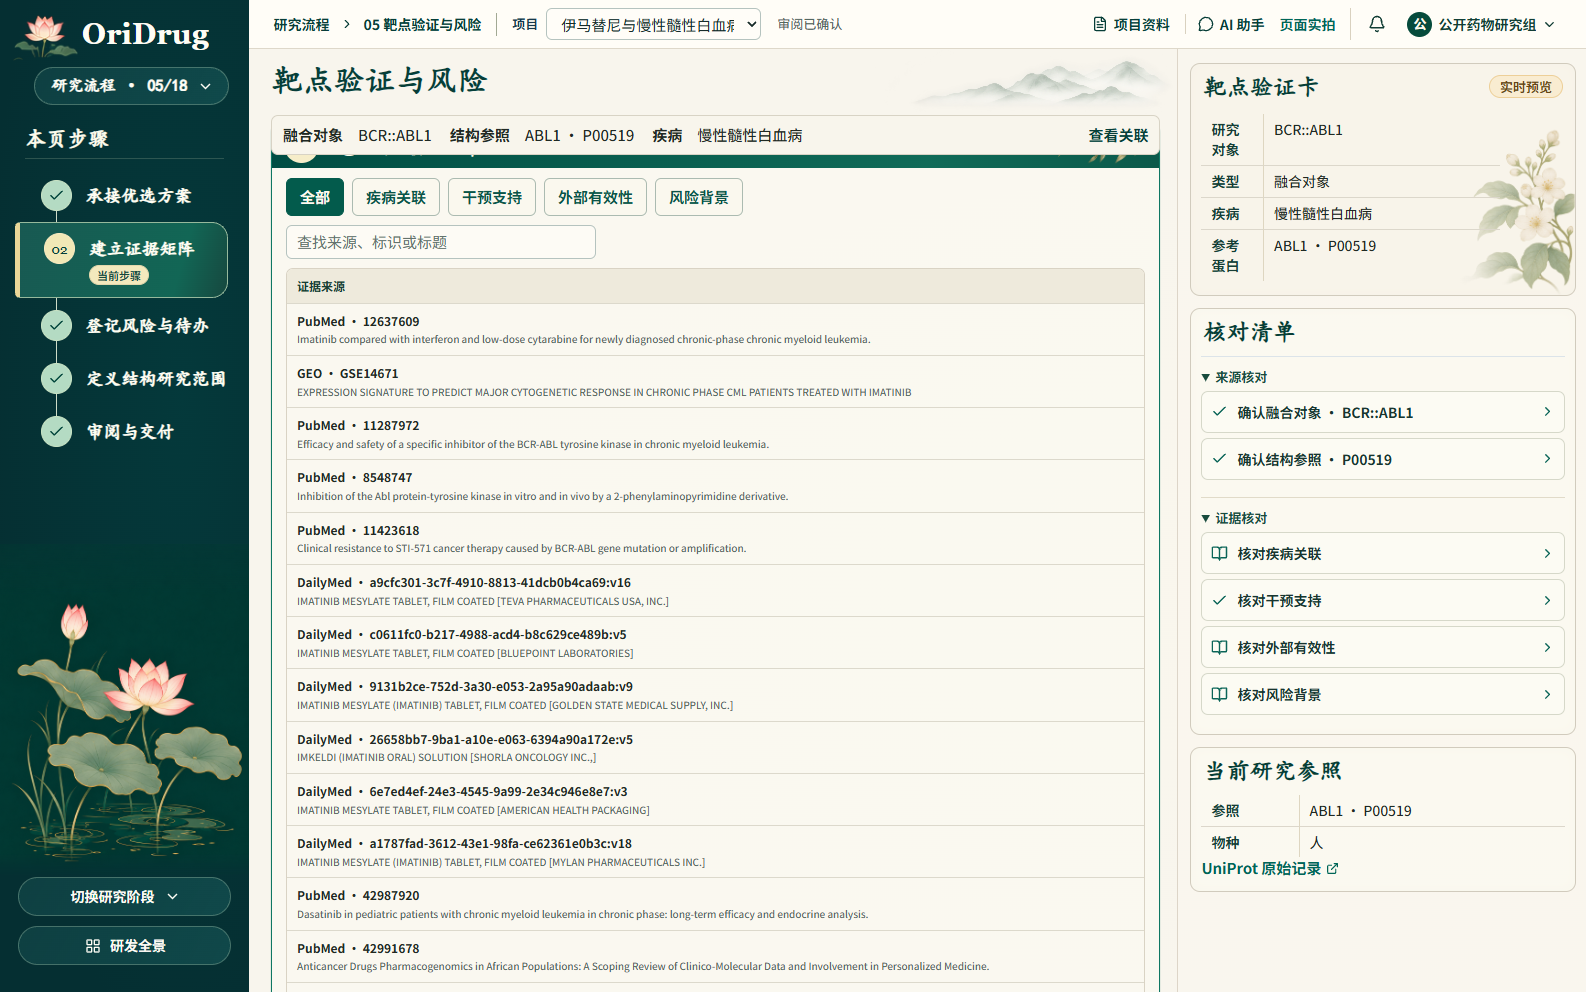 OriDrug
研究流程 • 05/18
本页步骤
承接优选方案
02 建立证据矩阵
当前步骤
登记风险与待办
定义结构研究范围
审阅与交付
切换研究阶段
研发全景
研究流程 > 05 靶点验证与风险 项目 伊马替尼与慢性髓性白血病 审阅已确认
项目资料 AI 助手 页面实拍 公 公开药物研究组
靶点验证与风险
融合对象 BCR::ABL1 结构参照 ABL1 • P00519 疾病 慢性髓性白血病 查看关联
全部 疾病关联 干预支持 外部有效性 风险背景
查找来源、标识或标题
证据来源
PubMed • 12637609
Imatinib compared with interferon and low-dose cytarabine for newly diagnosed chronic-phase chronic myeloid leukemia.
GEO • GSE14671
EXPRESSION SIGNATURE TO PREDICT MAJOR CYTOGENETIC RESPONSE IN CHRONIC PHASE CML PATIENTS TREATED WITH IMATINIB
PubMed • 11287972
Efficacy and safety of a specific inhibitor of the BCR-ABL tyrosine kinase in chronic myeloid leukemia.
PubMed • 8548747
Inhibition of the Abl protein-tyrosine kinase in vitro and in vivo by a 2-phenylaminopyrimidine derivative.
PubMed • 11423618
Clinical resistance to STI-571 cancer therapy caused by BCR-ABL gene mutation or amplification.
DailyMed • a9cfc301-3c7f-4910-8813-41dcb0b4ca69:v16
IMATINIB MESYLATE TABLET, FILM COATED [TEVA PHARMACEUTICALS USA, INC.]
DailyMed • c0611fc0-b217-4988-acd4-b8c629ce489b:v5
IMATINIB MESYLATE TABLET, FILM COATED [BLUEPOINT LABORATORIES]
DailyMed • 9131b2ce-752d-3a30-e053-2a95a90adaab:v9
IMATINIB MESYLATE (IMATINIB) TABLET, FILM COATED [GOLDEN STATE MEDICAL SUPPLY, INC.]
DailyMed • 26658bb7-9ba1-a10e-e063-6394a90a172e:v5
IMKELDI (IMATINIB ORAL) SOLUTION [SHORLA ONCOLOGY INC.,]
DailyMed • 6e7ed4ef-24e3-4545-9a99-2e34c946e8e7:v3
IMATINIB MESYLATE TABLET, FILM COATED [AMERICAN HEALTH PACKAGING]
DailyMed • a1787fad-3612-43e1-98fa-ce62361e0b3c:v18
IMATINIB MESYLATE (IMATINIB) TABLET, FILM COATED [MYLAN PHARMACEUTICALS INC.]
PubMed • 42987920
Dasatinib in pediatric patients with chronic myeloid leukemia in chronic phase: long-term efficacy and endocrine analysis.
PubMed • 42991678
Anticancer Drugs Pharmacogenomics in African Populations: A Scoping Review of Clinico-Molecular Data and Involvement in Personalized Medicine.
靶点验证卡 实时预览
研究对象 BCR::ABL1
类型 融合对象
疾病 慢性髓性白血病
参考蛋白 ABL1 • P00519
核对清单
▼ 来源核对
确认融合对象 • BCR::ABL1
确认结构参照 • P00519
▼ 证据核对
核对疾病关联
核对干预支持
核对外部有效性
核对风险背景
当前研究参照
参照 ABL1 • P00519
物种 人
UniProt 原始记录